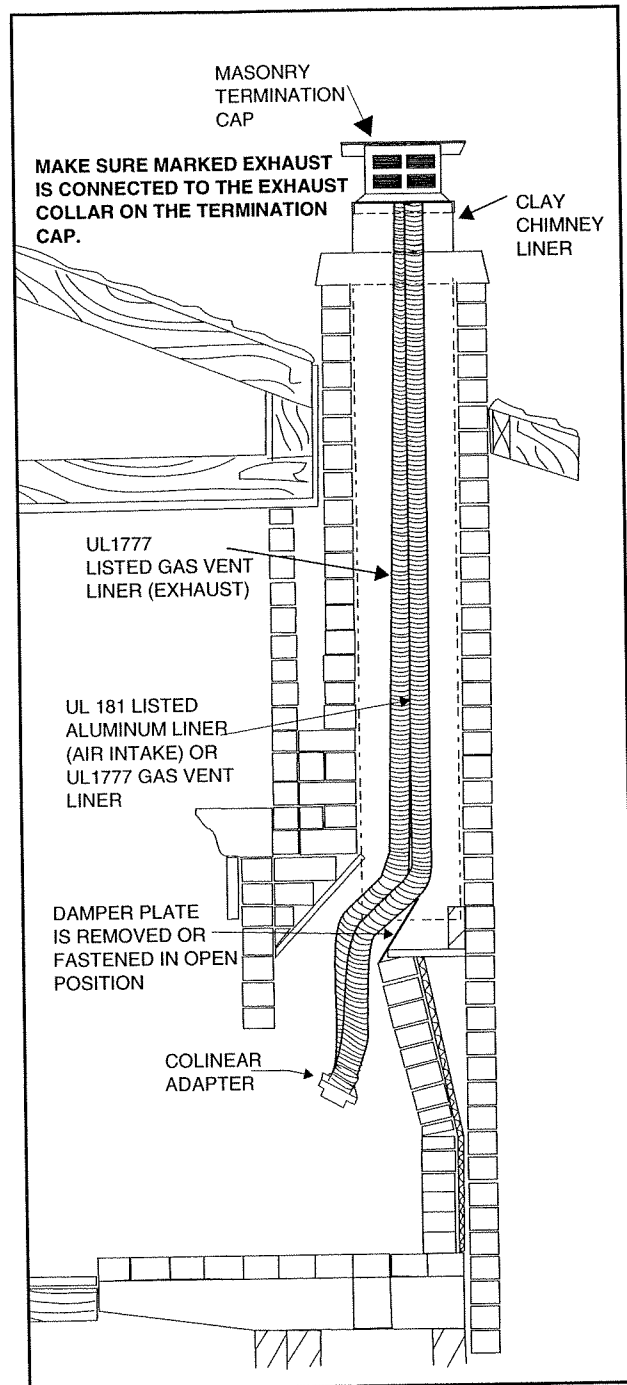 MASONRY
TERMINATION
CAP
MAKE SURE MARKED EXHAUST
IS CONNECTED TO THE EXHAUST
COLLAR ON THE TERMINATION
CAP.
CLAY
CHIMNEY
LINER
UL1777
LISTED GAS VENT
LINER (EXHAUST)
UL 181 LISTED
ALUMINUM LINER
(AIR INTAKE) OR
UL1777 GAS VENT
LINER
DAMPER PLATE
IS REMOVED OR
FASTENED IN OPEN
POSITION
COLINEAR
ADAPTER